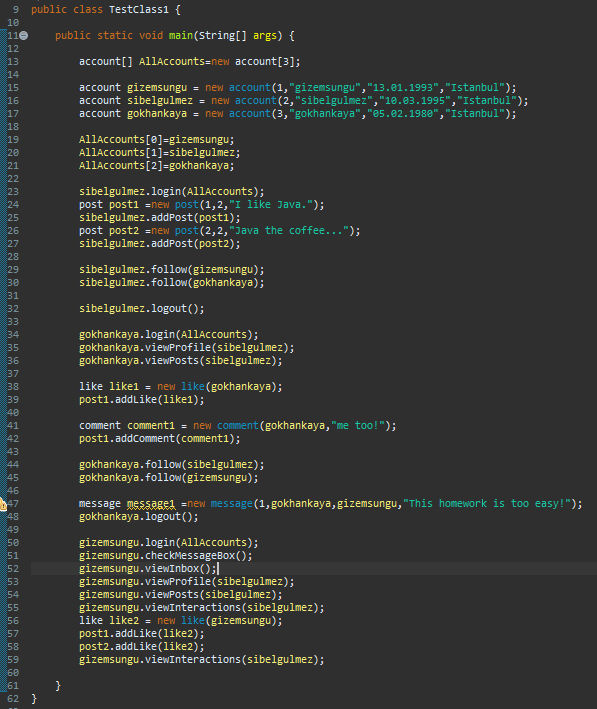 9 public class TestClass1 {
10
11 public static void main(String[] args) {
12
13 account[] AllAccounts=new account[3];
14
15 account gizemsungu = new account(1,"gizemsungu","13.01.1993","Istanbul");
16 account sibelgulmez = new account(2,"sibelgulmez","10.03.1995","Istanbul");
17 account gokhankaya = new account(3,"gokhankaya","05.02.1980","Istanbul");
18
19 AllAccounts[0]=gizemsungu;
20 AllAccounts[1]=sibelgulmez;
21 AllAccounts[2]=gokhankaya;
22
23 sibelgulmez.login(AllAccounts);
24 post post1 =new post(1,2,"I like Java.");
25 sibelgulmez.addPost(post1);
26 post post2 =new post(2,2,"Java the coffee...");
27 sibelgulmez.addPost(post2);
28
29 sibelgulmez.follow(gizemsungu);
30 sibelgulmez.follow(gokhankaya);
31
32 sibelgulmez.logout();
33
34 gokhankaya.login(AllAccounts);
35 gokhankaya.viewProfile(sibelgulmez);
36 gokhankaya.viewPosts(sibelgulmez);
37
38 like like1 = new like(gokhankaya);
39 post1.addLike(like1);
40
41 comment comment1 = new comment(gokhankaya,"me too!");
42 post1.addComment(comment1);
43
44 gokhankaya.follow(sibelgulmez);
45 gokhankaya.follow(gizemsungu);
46
47 message message1 =new message(1,gokhankaya,gizemsungu,"This homework is too easy!");
48 gokhankaya.logout();
49
50 gizemsungu.login(AllAccounts);
51 gizemsungu.checkMessageBox();
52 gizemsungu.viewInbox();
53 gizemsungu.viewProfile(sibelgulmez);
54 gizemsungu.viewPosts(sibelgulmez);
55 gizemsungu.viewInteractions(sibelgulmez);
56 like like2 = new like(gizemsungu);
57 post1.addLike(like2);
58 post2.addLike(like2);
59 gizemsungu.viewInteractions(sibelgulmez);
60
61 }
62 }